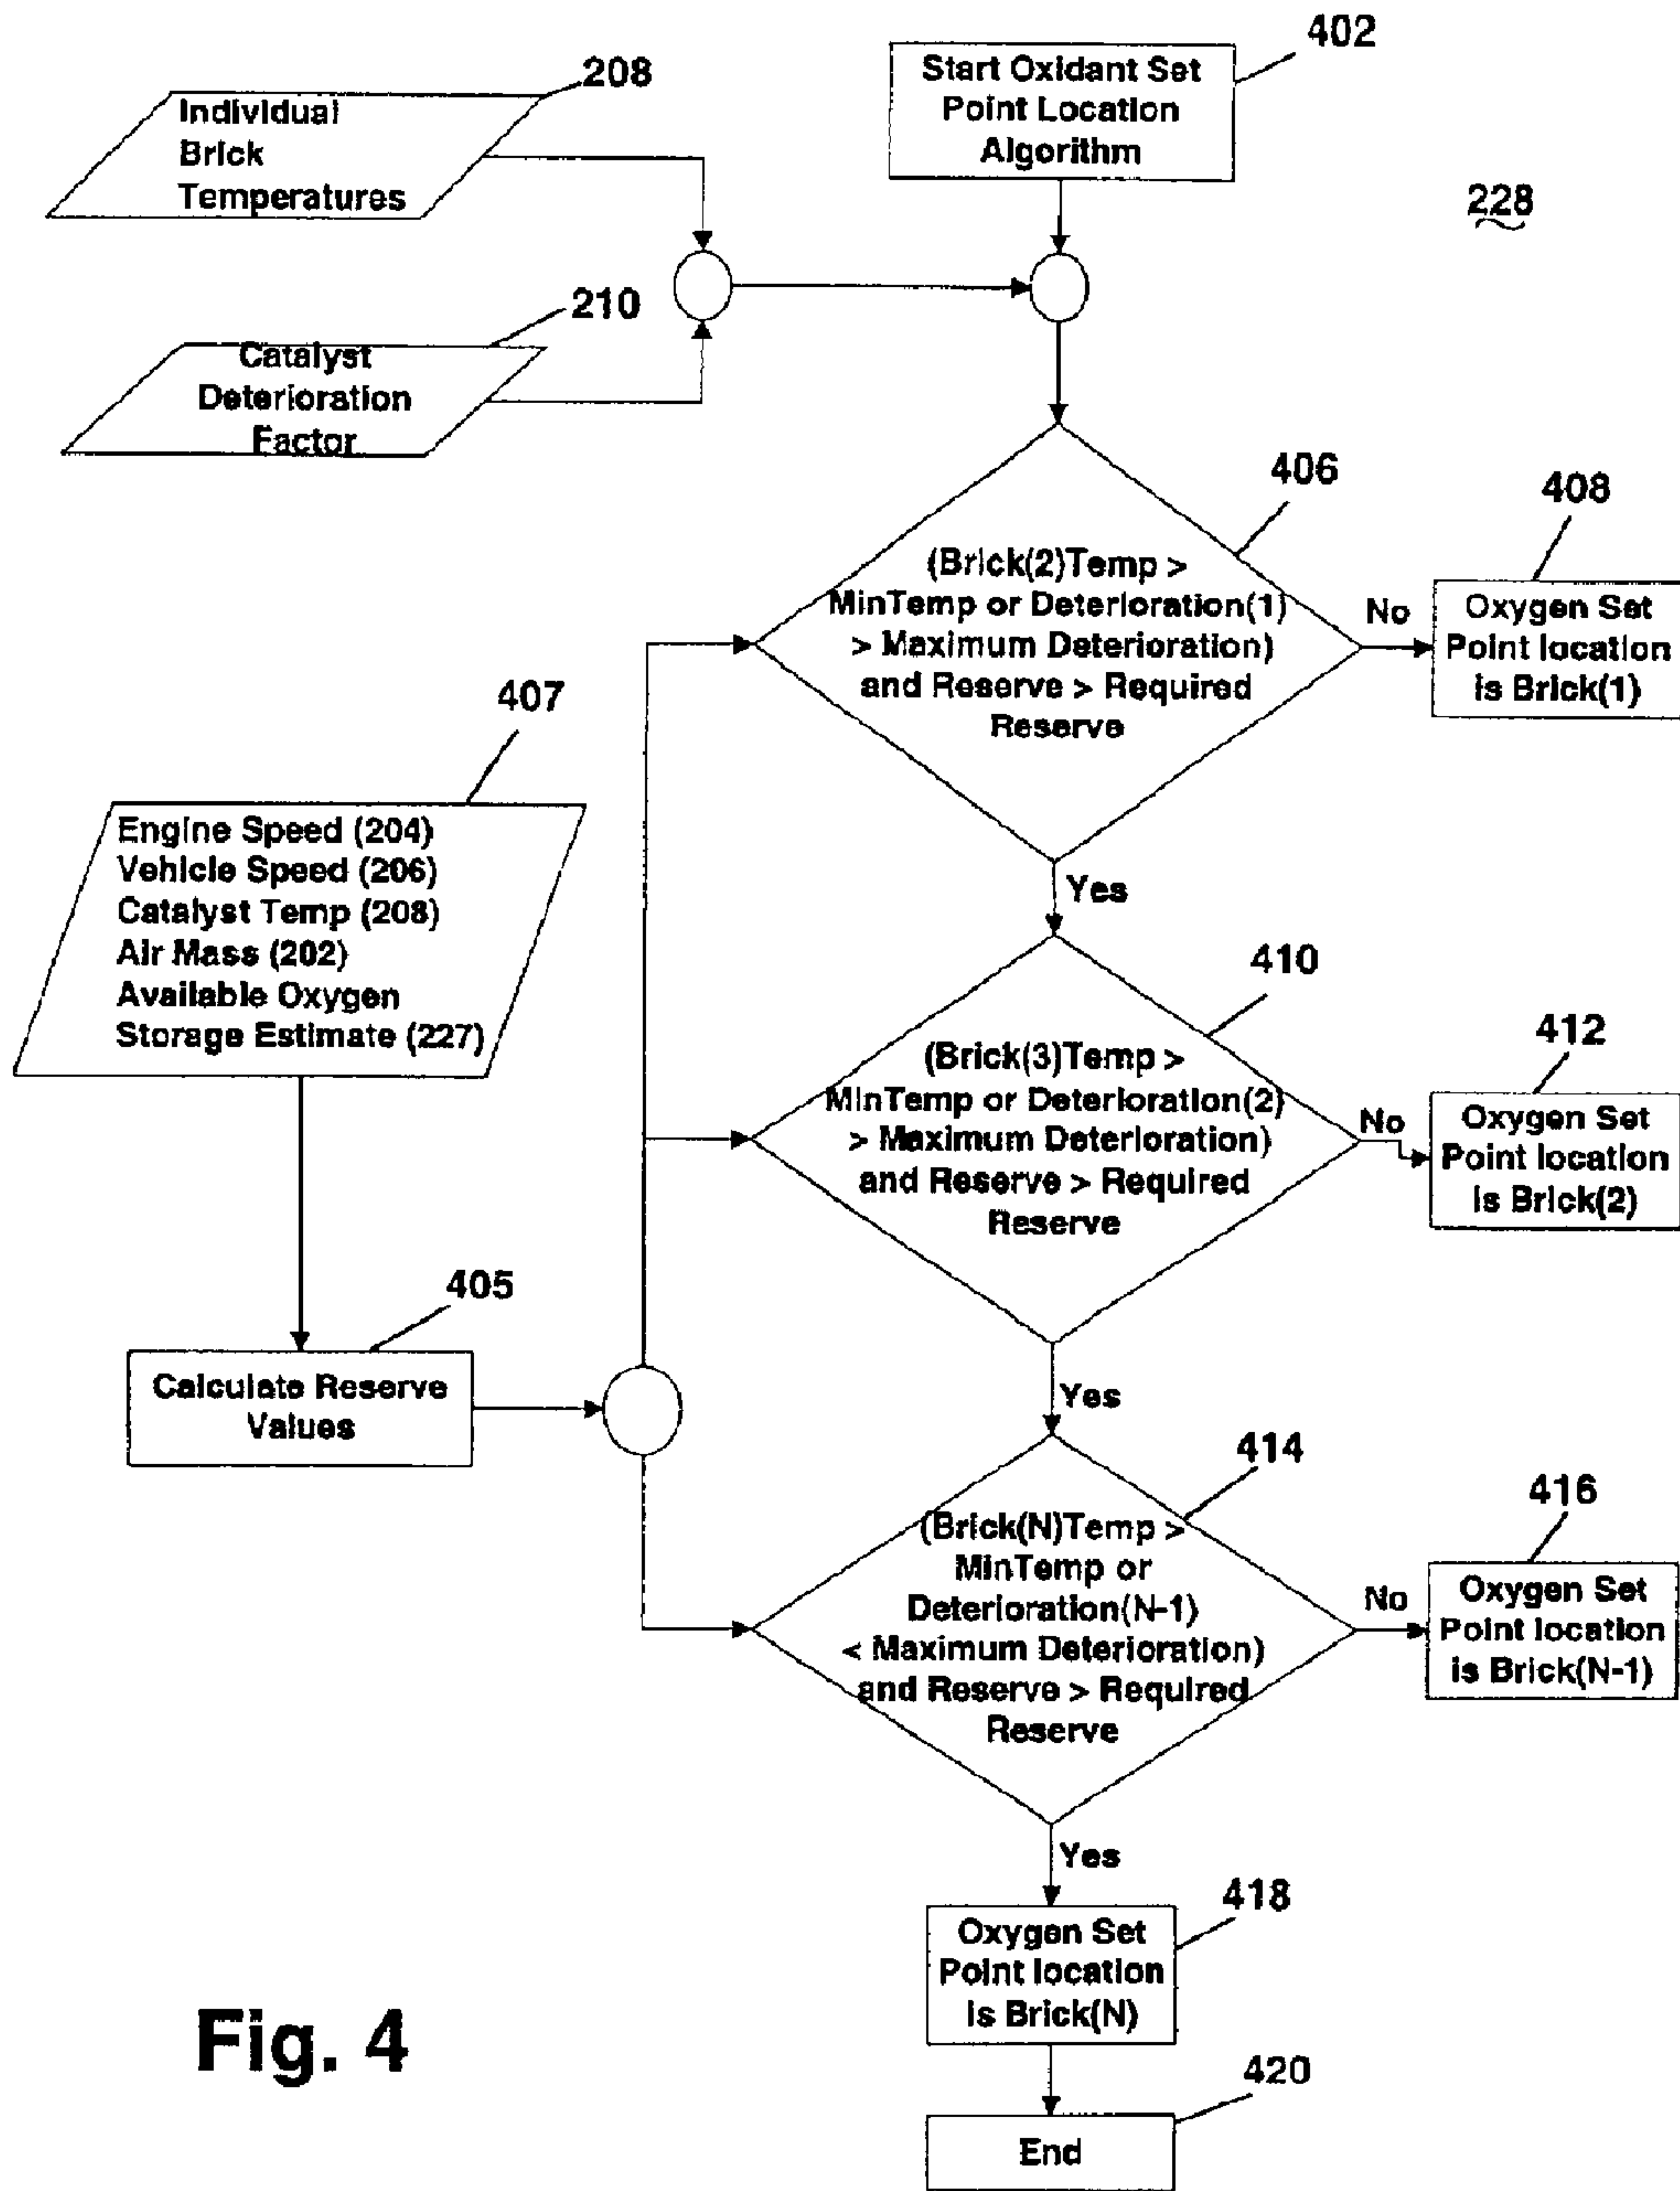 402
Start Oxidant Set
Point Location
Algorithm
208
Individual
Brick
Temperatures
228
210
Catalyst
Deterioration
Factor
406
(Brick(2)Temp >
MinTemp or Deterloration(1)
> Maximum Deterioration)
and Reserve > Required
Reserve
No
408
Oxygen Set
Point location
is Brick(1)
407
Engine Speed (204)
Vehicle Speed (206)
Catalyst Temp (208)
Air Mass (202)
Available Oxygen
Storage Estimate (227)
Yes
410
(Brick(3)Temp >
MinTemp or Deterioration(2)
> Maximum Deterioration)
and Reserve > Required
Reserve
No
412
Oxygen Set
Point location
is Brick(2)
405
Calculate Reserve
Values
Yes
414
(Brick(N)Temp >
MinTemp or
Deterioration(N-1)
< Maximum Deterioration)
and Reserve > Required
Reserve
No
416
Oxygen Set
Point location
is Brick(N-1)
Yes
418
Oxygen Set
Point location
is Brick(N)
420
End
Fig. 4